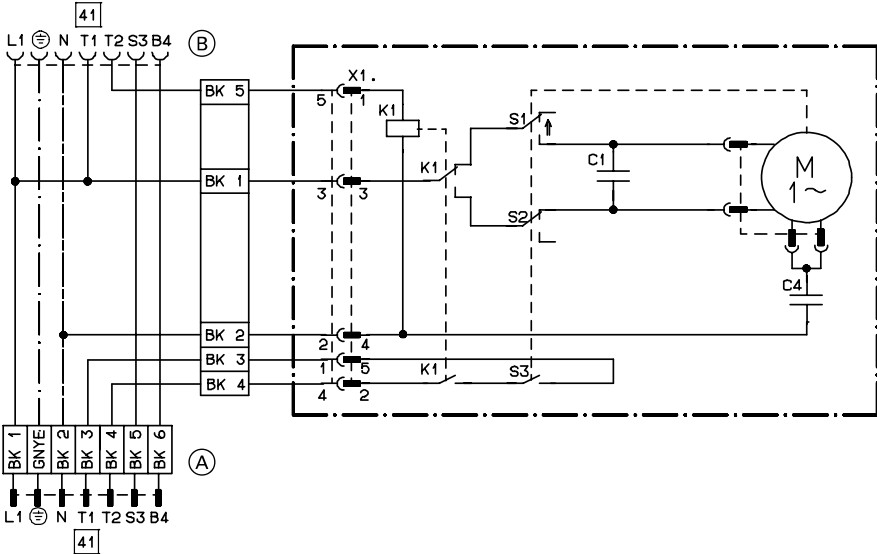 41
L1 N T1 T2 S3 B4 B
BK 5
5 X1. 1
K1
S1
BK 1
3 3
K1
C1
M
1~
S2
C4
BK 2
2 4
BK 3
1 5
K1 S3
BK 4
4 2
BK 1 GNYE BK 2 BK 3 BK 4 BK 5 BK 6 A
L1 N T1 T2 S3 B4
41